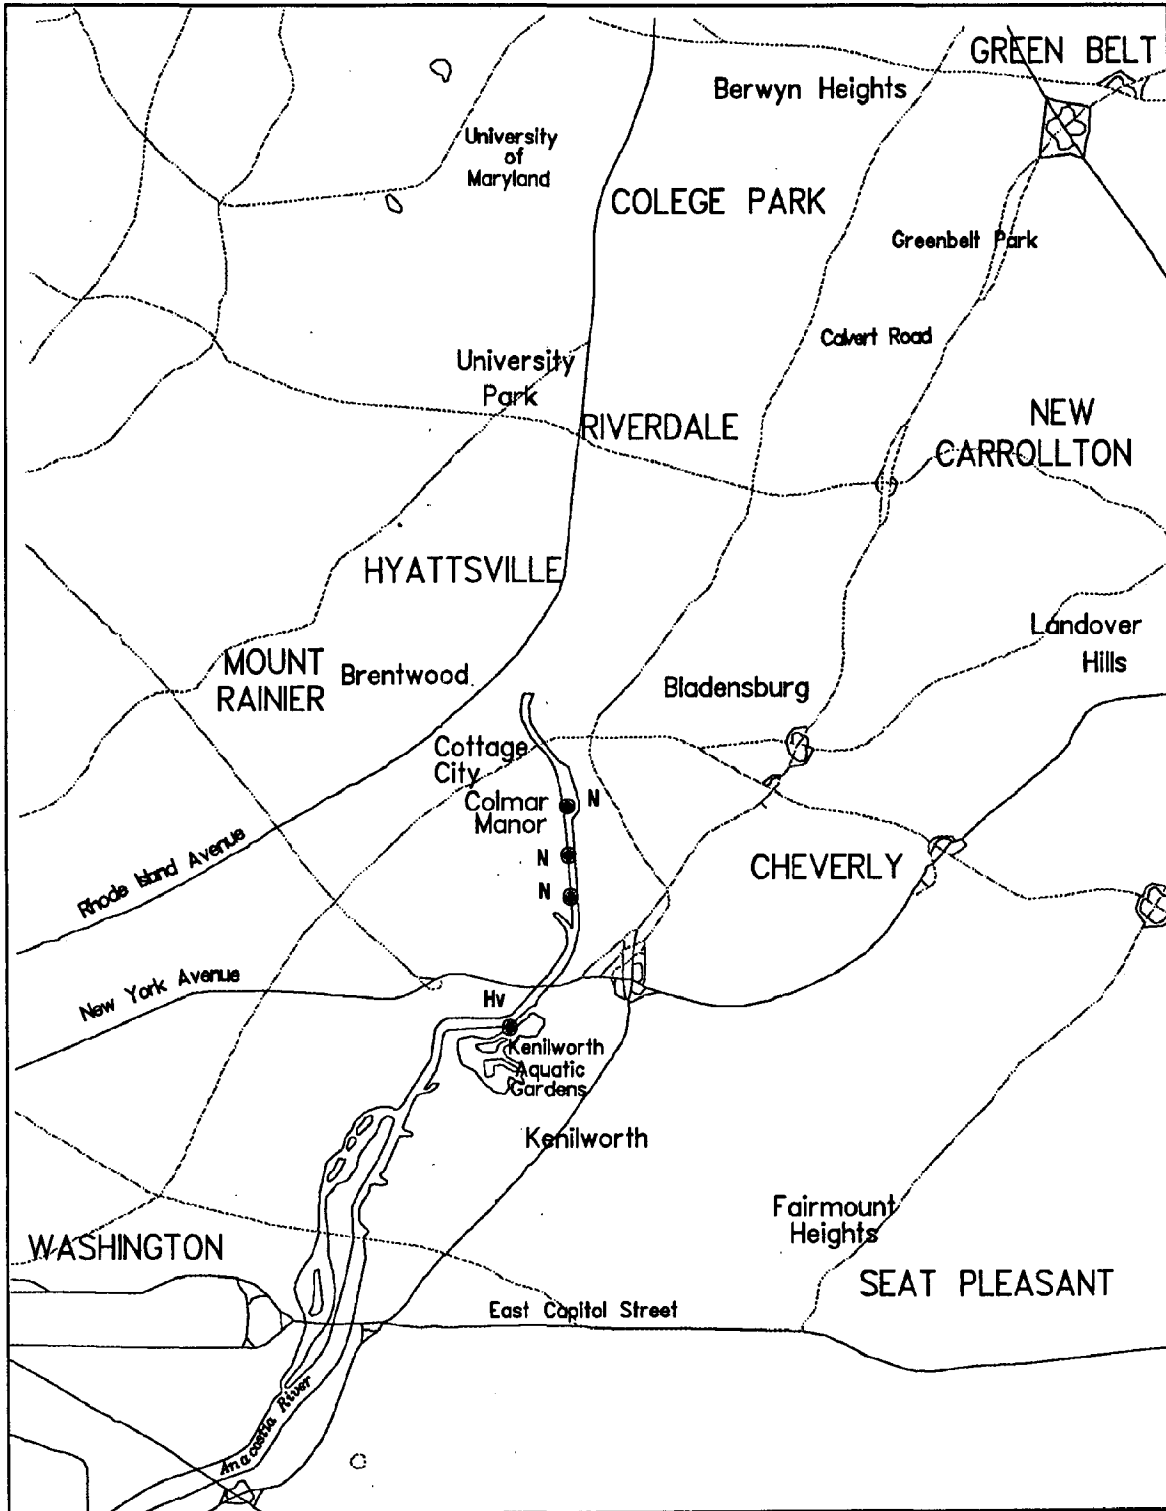 GREEN BELT
Berwyn Heights
University
of
Maryland
COLEGE PARK
Greenbelt Park
Calvert Road
University
Park
RIVERDALE
NEW
CARROLLTON
HYATTSVILLE
Landover
Hills
MOUNT
RAINIER
Brentwood
Bladensburg
Cottage
City
Colmar
Manor
N
N
N
CHEVERLY
Rhode Island Avenue
New York Avenue
Hv
Kenilworth
Aquatic
Gardens
Kenilworth
Fairmount
Heights
WASHINGTON
SEAT PLEASANT
East Capitol Street
Anacostia River